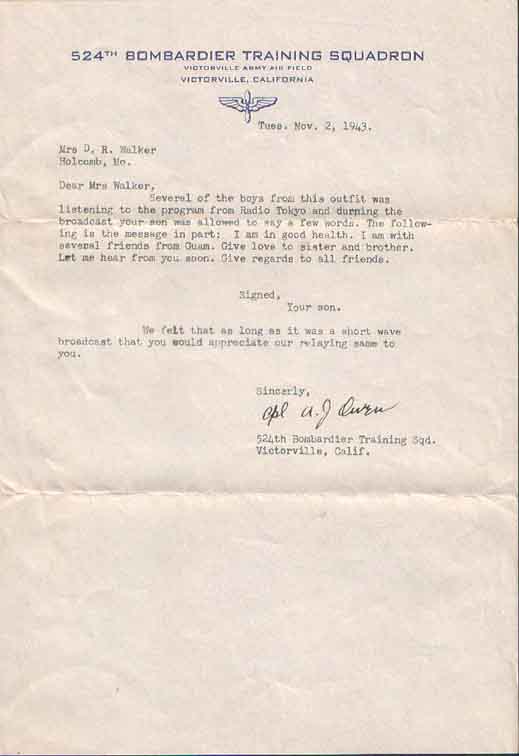 524TH BOMBARDIER TRAINING SQUADRON
VICTORVILLE ARMY AIR FIELD
VICTORVILLE, CALIFORNIA
Tues. Nov. 2, 1943.
Mrs D. R. Walker
Holcomb, Mo.
Dear Mrs Walker,
Several of the boys from this outfit was
listening to the program from Radio Tokyo and durning the
broadcast your son was allowed to say a few words. The follow-
ing is the message in part: I am in good health. I am with
several friends from Guam. Give love to sister and brother.
Let me hear from you soon. Give regards to all friends.
Signed,
Your son.
We felt that as long as it was a short wave
broadcast that you would appreciate our relaying same to
you.
Sincerly,
Cpl A. J Owen
524th Bombardier Training Sqd.
Victorville, Calif.